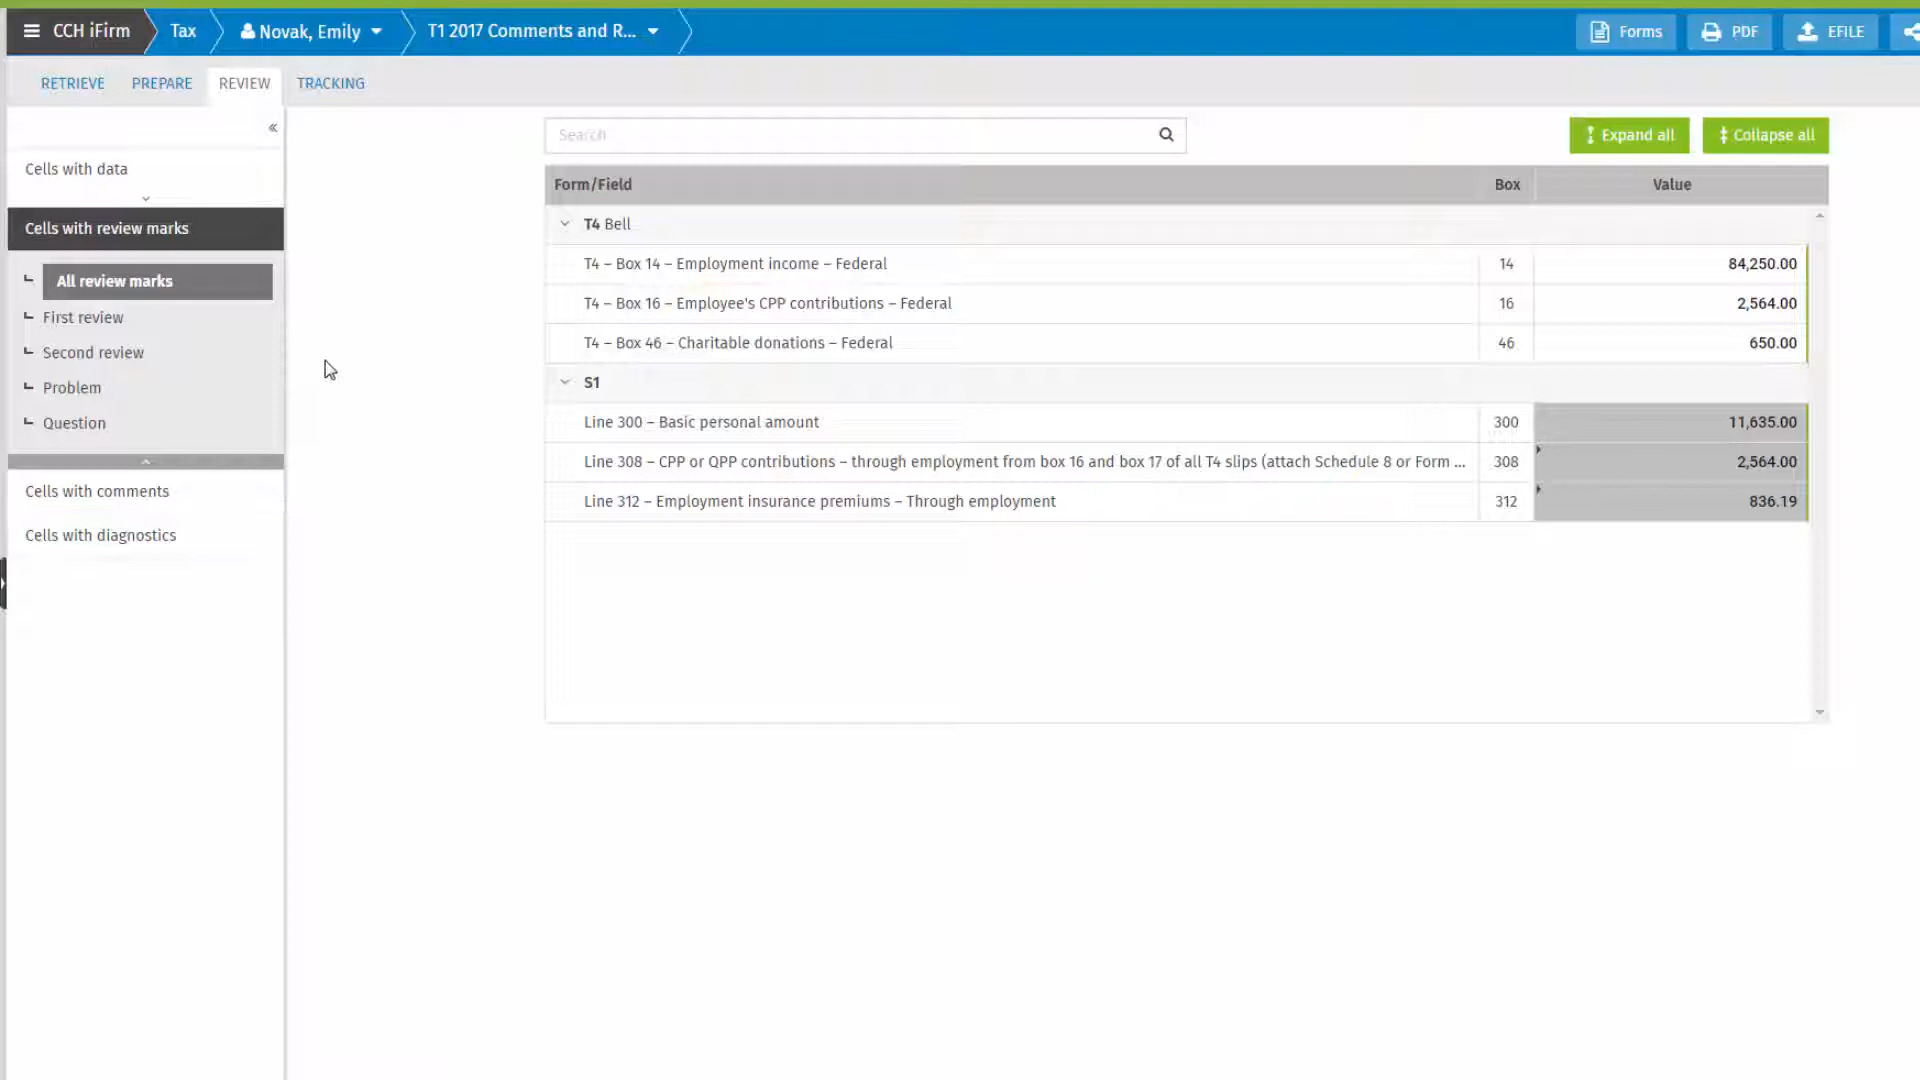 CCH iFirm Tax Novak, Emily T1 2017 Comments and R... Forms PDF EFILE
RETRIEVE PREPARE REVIEW TRACKING
«
Search Expand all Collapse all
Cells with data
Cells with review marks
All review marks
First review
Second review
Problem
Question
Cells with comments
Cells with diagnostics
Form/Field Box Value
T4 Bell
T4 – Box 14 – Employment income – Federal 14 84,250.00
T4 – Box 16 – Employee's CPP contributions – Federal 16 2,564.00
T4 – Box 46 – Charitable donations – Federal 46 650.00
S1
Line 300 – Basic personal amount 300 11,635.00
Line 308 – CPP or QPP contributions – through employment from box 16 and box 17 of all T4 slips (attach Schedule 8 or Form ... 308 2,564.00
Line 312 – Employment insurance premiums – Through employment 312 836.19